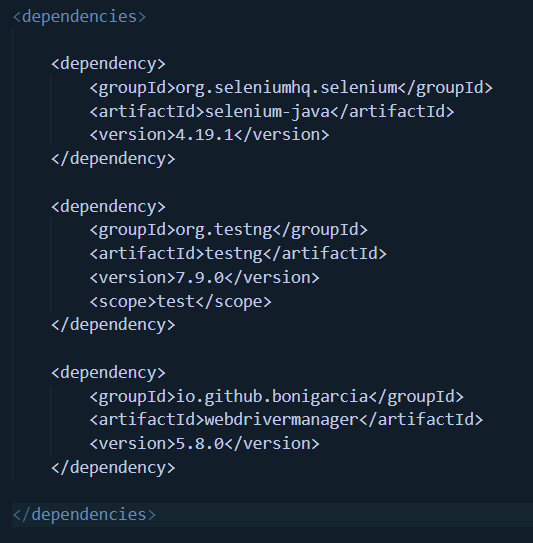 <dependencies>
<dependency>
<groupId>org.seleniumhq.selenium</groupId>
<artifactId>selenium-java</artifactId>
<version>4.19.1</version>
</dependency>
<dependency>
<groupId>org.testng</groupId>
<artifactId>testng</artifactId>
<version>7.9.0</version>
<scope>test</scope>
</dependency>
<dependency>
<groupId>io.github.bonigarcia</groupId>
<artifactId>webdrivermanager</artifactId>
<version>5.8.0</version>
</dependency>
</dependencies>